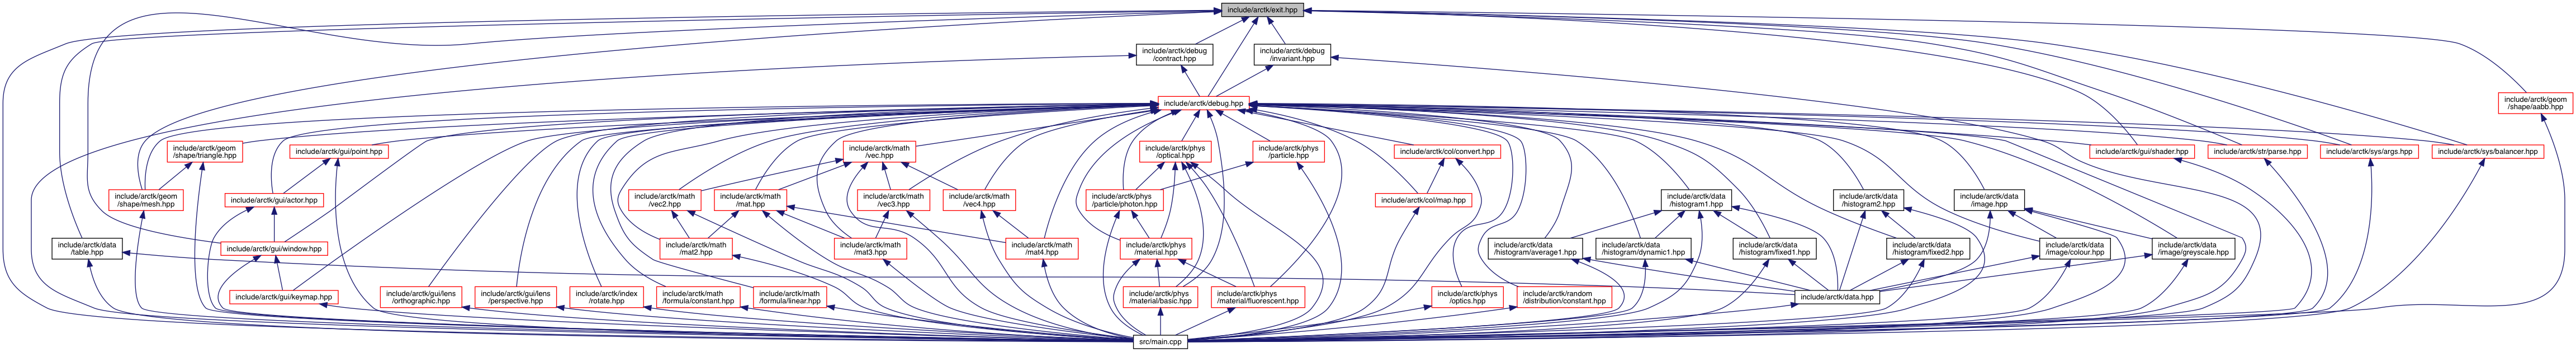 include/arctk/exit.hpp
include/arctk/debug
/contract.hpp
include/arctk/debug
/invariant.hpp
include/arctk/debug.hpp
include/arctk/geom
/shape/aabb.hpp
include/arctk/geom
/shape/triangle.hpp
include/arctk/gui/point.hpp
include/arctk/math
/vec.hpp
include/arctk/phys
/optical.hpp
include/arctk/phys
/particle.hpp
include/arctk/col/convert.hpp
include/arctk/gui/shader.hpp
include/arctk/str/parse.hpp
include/arctk/sys/args.hpp
include/arctk/sys/balancer.hpp
include/arctk/geom
/shape/mesh.hpp
include/arctk/gui/actor.hpp
include/arctk/math
/vec2.hpp
include/arctk/math
/mat.hpp
include/arctk/math
/vec3.hpp
include/arctk/math
/vec4.hpp
include/arctk/phys
/particle/photon.hpp
include/arctk/col/map.hpp
include/arctk/data
/histogram1.hpp
include/arctk/data
/histogram2.hpp
include/arctk/data
/image.hpp
include/arctk/data
/table.hpp
include/arctk/gui/window.hpp
include/arctk/math
/mat2.hpp
include/arctk/math
/mat3.hpp
include/arctk/math
/mat4.hpp
include/arctk/phys
/material.hpp
include/arctk/data
/histogram/average1.hpp
include/arctk/data
/histogram/dynamic1.hpp
include/arctk/data
/histogram/fixed1.hpp
include/arctk/data
/histogram/fixed2.hpp
include/arctk/data
/image/colour.hpp
include/arctk/data
/image/greyscale.hpp
include/arctk/gui/keymap.hpp
include/arctk/gui/lens
/orthographic.hpp
include/arctk/gui/lens
/perspective.hpp
include/arctk/index
/rotate.hpp
include/arctk/math
/formula/constant.hpp
include/arctk/math
/formula/linear.hpp
include/arctk/phys
/material/basic.hpp
include/arctk/phys
/material/fluorescent.hpp
include/arctk/phys
/optics.hpp
include/arctk/random
/distribution/constant.hpp
include/arctk/data.hpp
src/main.cpp